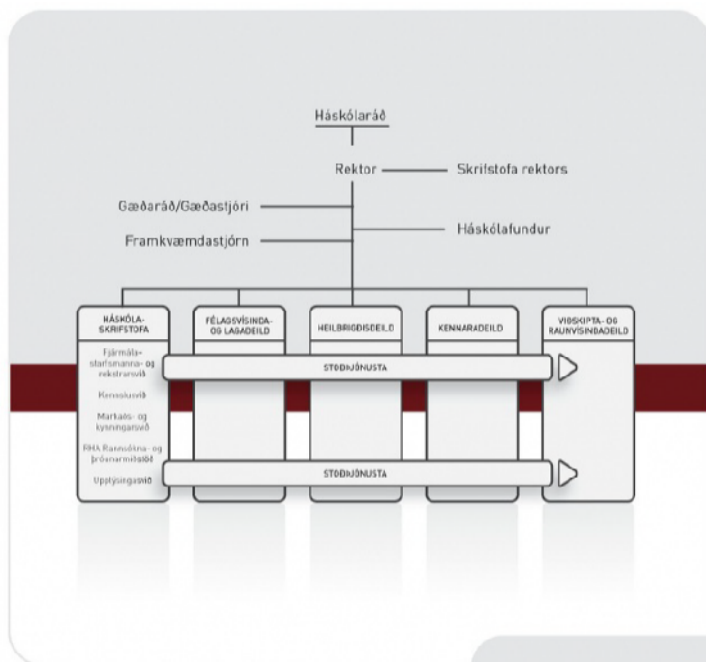 Háskólaráð
Rektor
Skrifstofa rektors
Gæðaráð/Gæðastjóri
Háskólafundur
Framkvæmdastjórn
HÁSKÓLA-
SKRIFSTOFA
FÉLAGSVÍSINDA-
OG LAGADEILD
HEILBRIGÐISDEILD
KENNARADEILD
VIÐSKIPTA- OG
RAUNVÍSINDADEILD
Fjármála-
starfsmanna- og
rekstrarsvið
Kennslusvið
Markaðs- og
kynningarsvið
RHA Rannsókna- og
þróunarmiðstöð
Upplýsingasvið
STOÐÞJÓNUSTA
STOÐÞJÓNUSTA